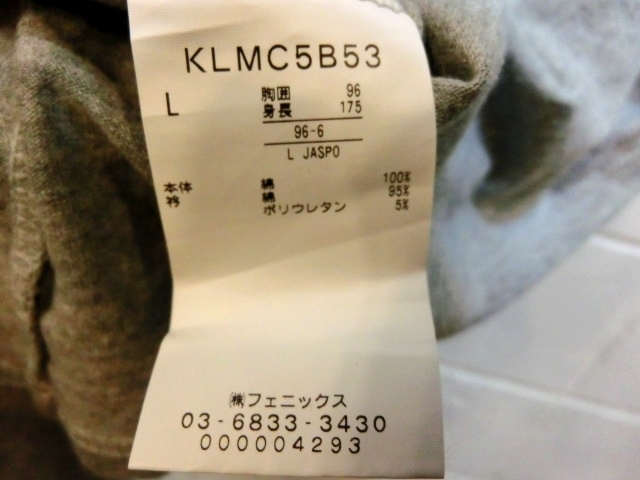 KLMC5B53
L 胸囲 96
身長 175
96-6
L JASPO
本体 綿 100%
衿 綿 95%
ポリウレタン 5%
㈱フェニックス
03-6833-3430
000004293